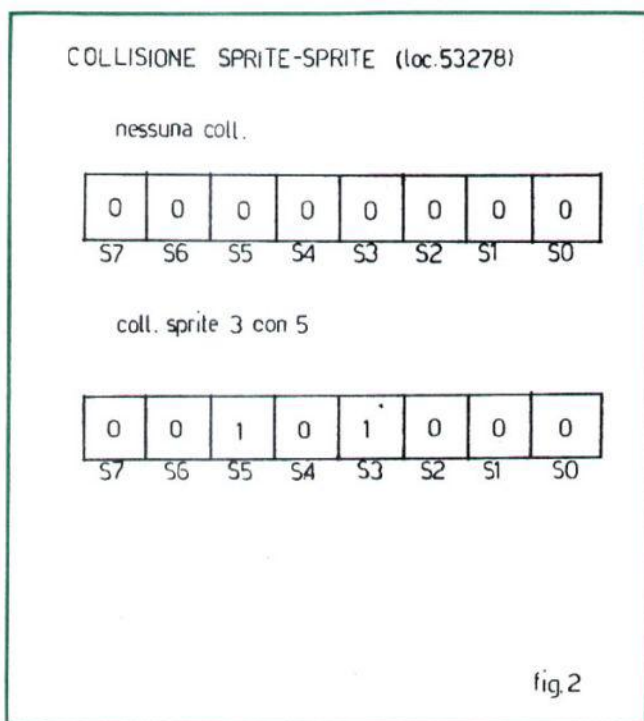 COLLISIONE SPRITE-SPRITE (loc.53278)
nessuna coll.
0 0 0 0 0 0 0 0
S7 S6 S5 S4 S3 S2 S1 S0
coll. sprite 3 con 5
0 0 1 0 1 0 0 0
S7 S6 S5 S4 S3 S2 S1 S0
fig.2